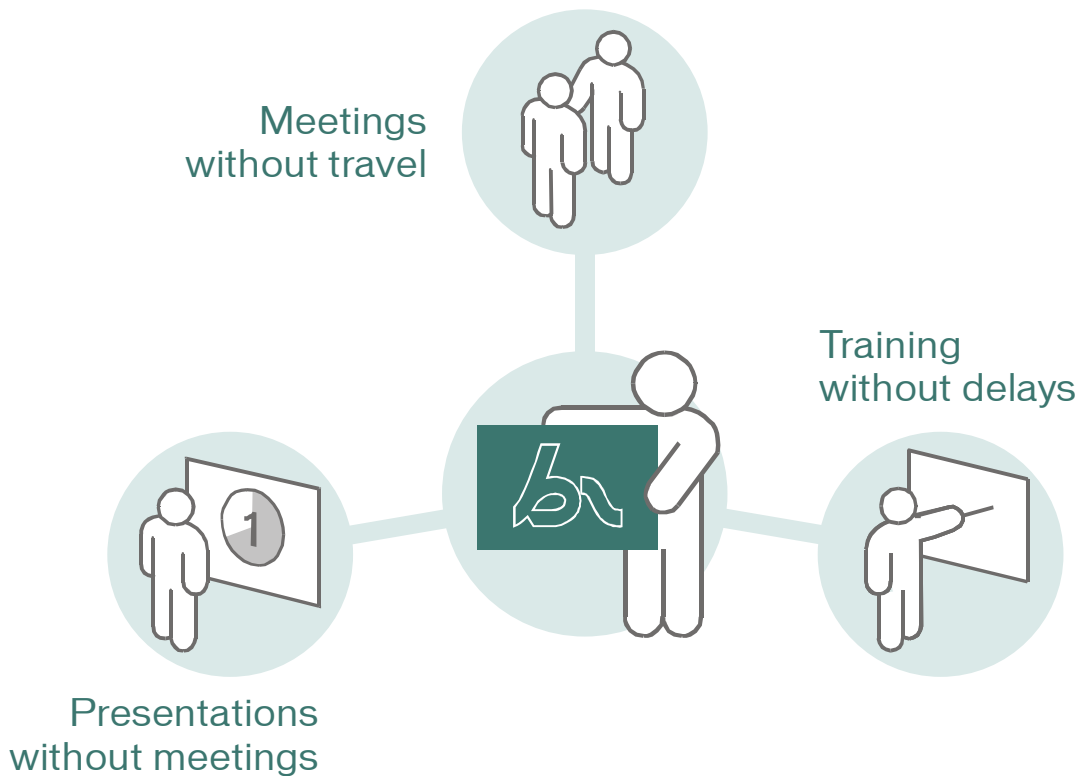 Meetings
without travel
Training
without delays
1
Presentations
without meetings